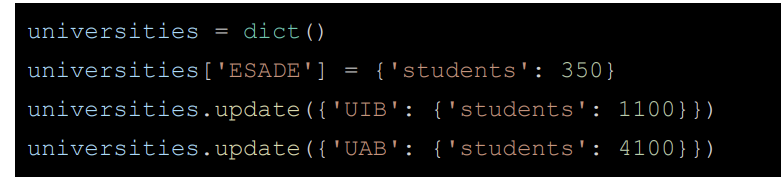 universities = dict()
universities['ESADE'] = {'students': 350}
universities.update({'UIB': {'students': 1100}})
universities.update({'UAB': {'students': 4100}})